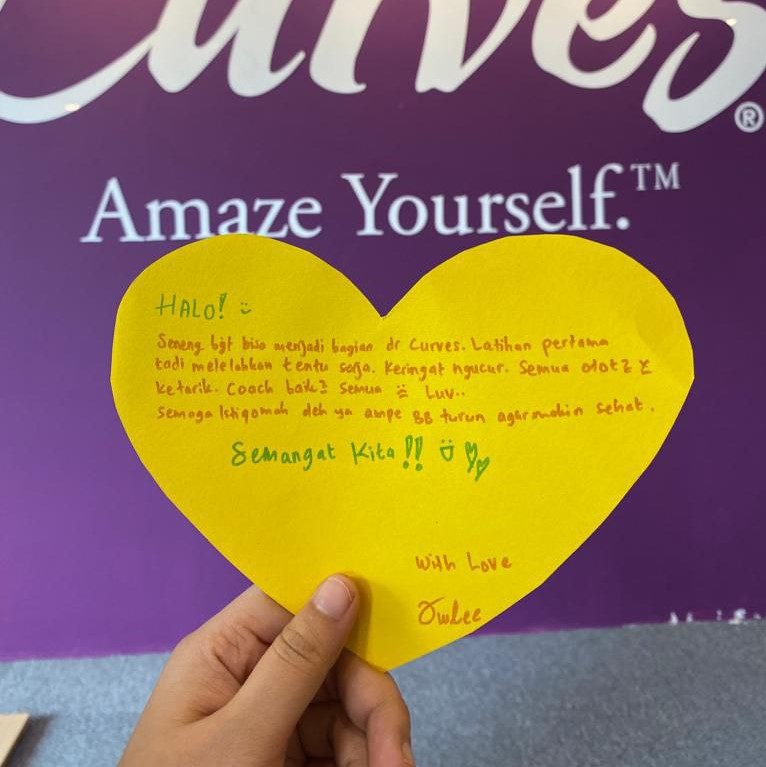 Curves®
Amaze Yourself.™
HALO!
Seneng bgt bisa menjadi bagian dr Curves. Latihan pertama
tadi melelahkan tentu saja. Keringat ngucur. Semua otot2
ketarik. Coach baik2 semua Luv..
Semoga Istiqomah deh ya ampe BB turun agar makin sehat.
Semangat Kita!!
With Love
Owlee